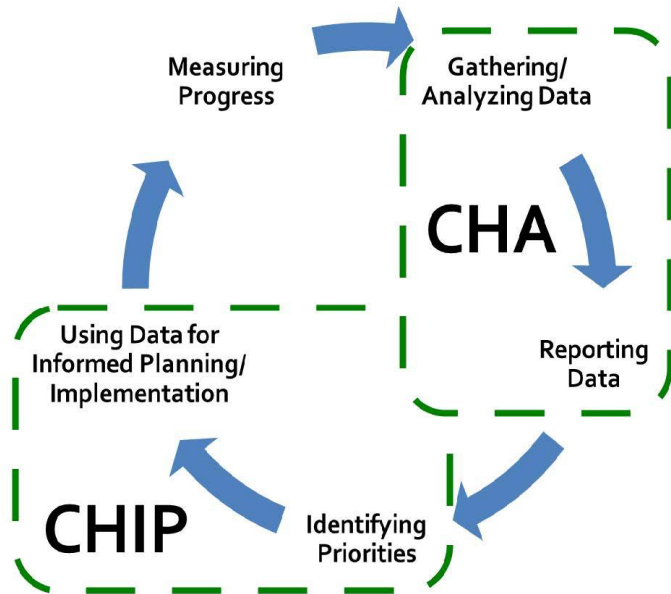 Measuring
Progress
Gathering/
Analyzing Data
CHA
Reporting
Data
Using Data for
Informed Planning/
Implementation
CHIP
Identifying
Priorities